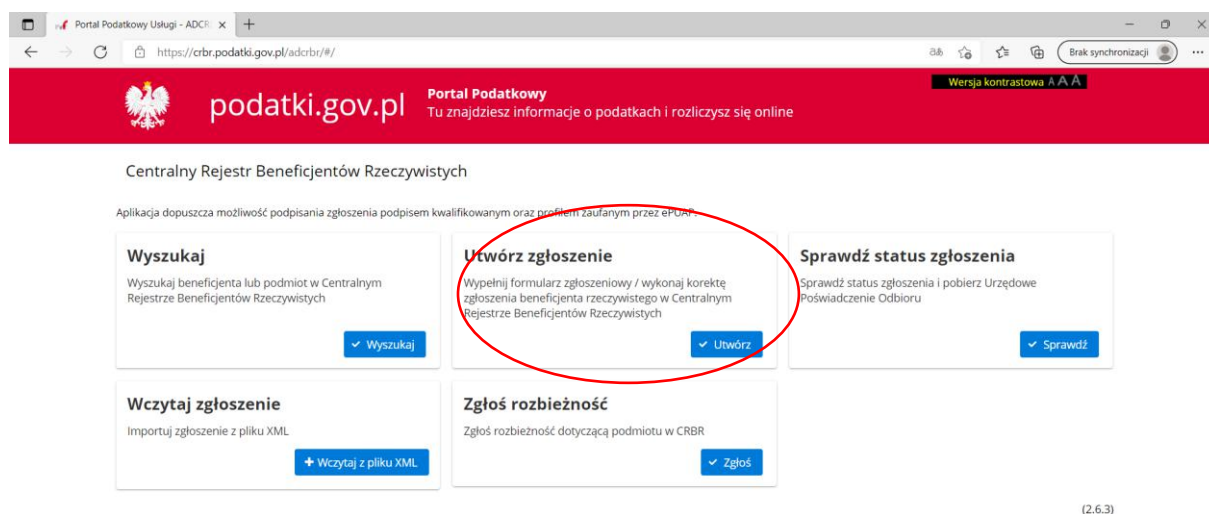 Portal Podatkowy Usługi - ADCR
https://crbr.podatki.gov.pl/adcrbr/#/
Brak synchronizacji
Wersja kontrastowa A A A
podatki.gov.pl
Portal Podatkowy
Tu znajdziesz informacje o podatkach i rozliczysz się online
Centralny Rejestr Beneficjentów Rzeczywistych
Aplikacja dopuszcza możliwość podpisania zgłoszenia podpisem kwalifikowanym oraz profilem zaufanym przez ePUAP.
Wyszukaj
Wyszukaj beneficjenta lub podmiot w Centralnym
Rejestrze Beneficjentów Rzeczywistych
Wyszukaj
Utwórz zgłoszenie
Wypełnij formularz zgłoszeniowy / wykonaj korektę
zgłoszenia beneficjenta rzeczywistego w Centralnym
Rejestrze Beneficjentów Rzeczywistych
Utwórz
Sprawdź status zgłoszenia
Sprawdź status zgłoszenia i pobierz Urzędowe
Poświadczenie Odbioru
Sprawdź
Wczytaj zgłoszenie
Importuj zgłoszenie z pliku XML
Wczytaj z pliku XML
Zgłoś rozbieżność
Zgłoś rozbieżność dotyczącą podmiotu w CRBR
Zgłoś
(2.6.3)